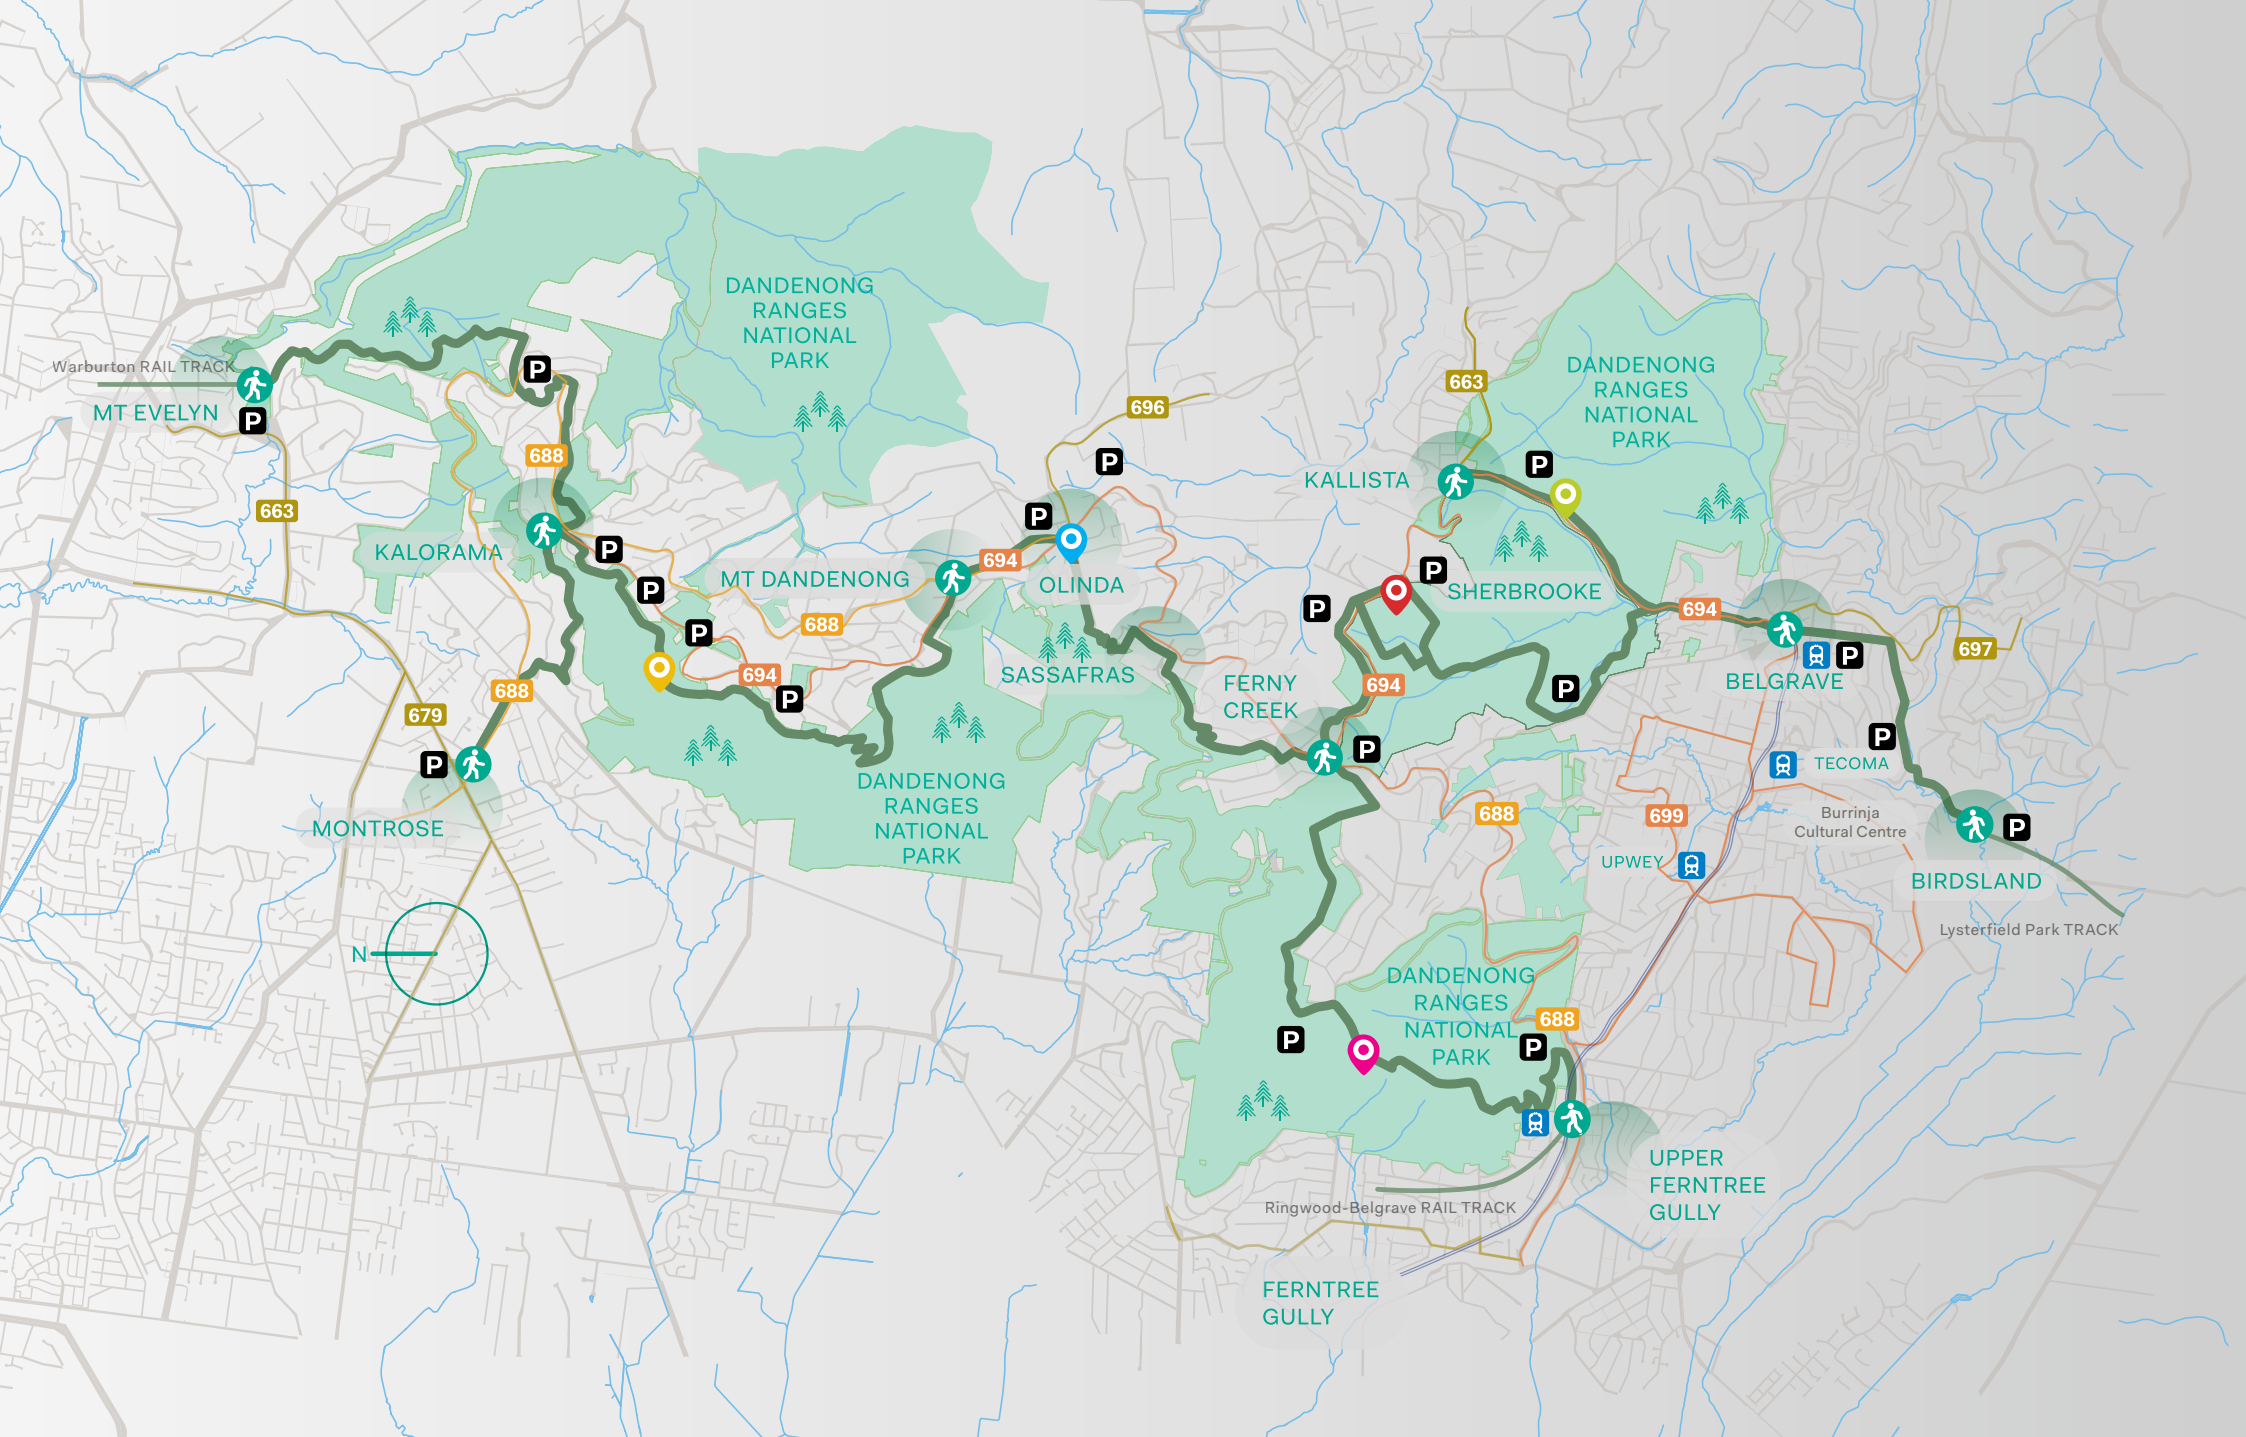 DANDENONG
RANGES
NATIONAL
PARK
Warburton RAIL TRACK
MT EVELYN
P
P
663
688
696
P
663
DANDENONG
RANGES
NATIONAL
PARK
KALLISTA
P
KALORAMA
P
P
P
694
MT DANDENONG
OLINDA
P
P
SHERBROOKE
694
688
P
694
P
SASSAFRAS
FERNY
CREEK
694
P
P
BELGRAVE
P
697
688
679
P
MONTROSE
P
P
TECOMA
DANDENONG
RANGES
NATIONAL
PARK
688
699
Burrinja
Cultural Centre
P
UPWEY
BIRDSLAND
Lysterfield Park TRACK
N
DANDENONG
RANGES
NATIONAL
PARK
688
P
P
UPPER
FERNTREE
GULLY
Ringwood-Belgrave RAIL TRACK
FERNTREE
GULLY